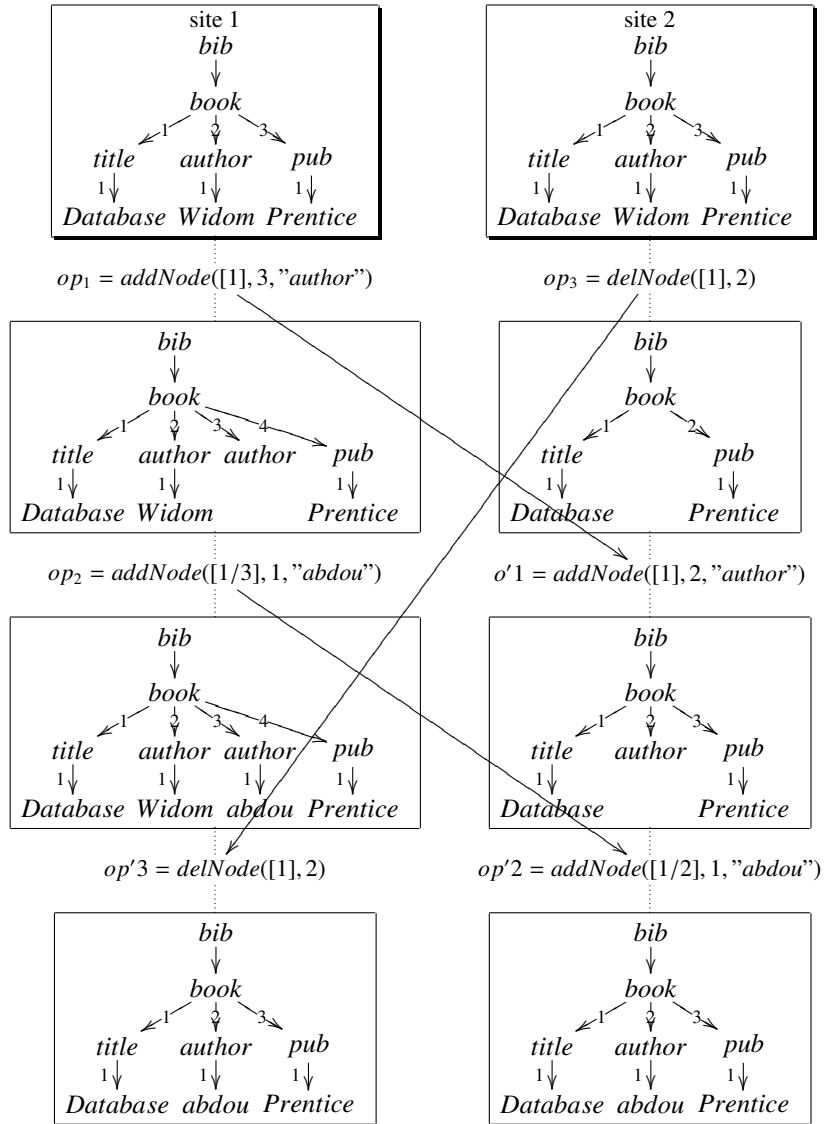 site 1 site 2
bib bib
book book
1 2 3 1 2 3
title author pub title author pub
1 1 1 1 1 1
Database Widom Prentice Database Widom Prentice
op₁ = addNode([1], 3, "author") op₃ = delNode([1], 2)
bib bib
book book
1 2 3 4 1 2
title author author pub title pub
1 1 1 1 1
Database Widom Prentice Database Prentice
op₂ = addNode([1/3], 1, "abdou") o′1 = addNode([1], 2, "author")
bib bib
book book
1 2 3 4 1 2 3
title author author pub title author pub
1 1 1 1 1 1
Database Widom abdou Prentice Database Prentice
op′3 = delNode([1], 2) op′2 = addNode([1/2], 1, "abdou")
bib bib
book book
1 2 3 1 2 3
title author pub title author pub
1 1 1 1 1 1
Database abdou Prentice Database abdou Prentice